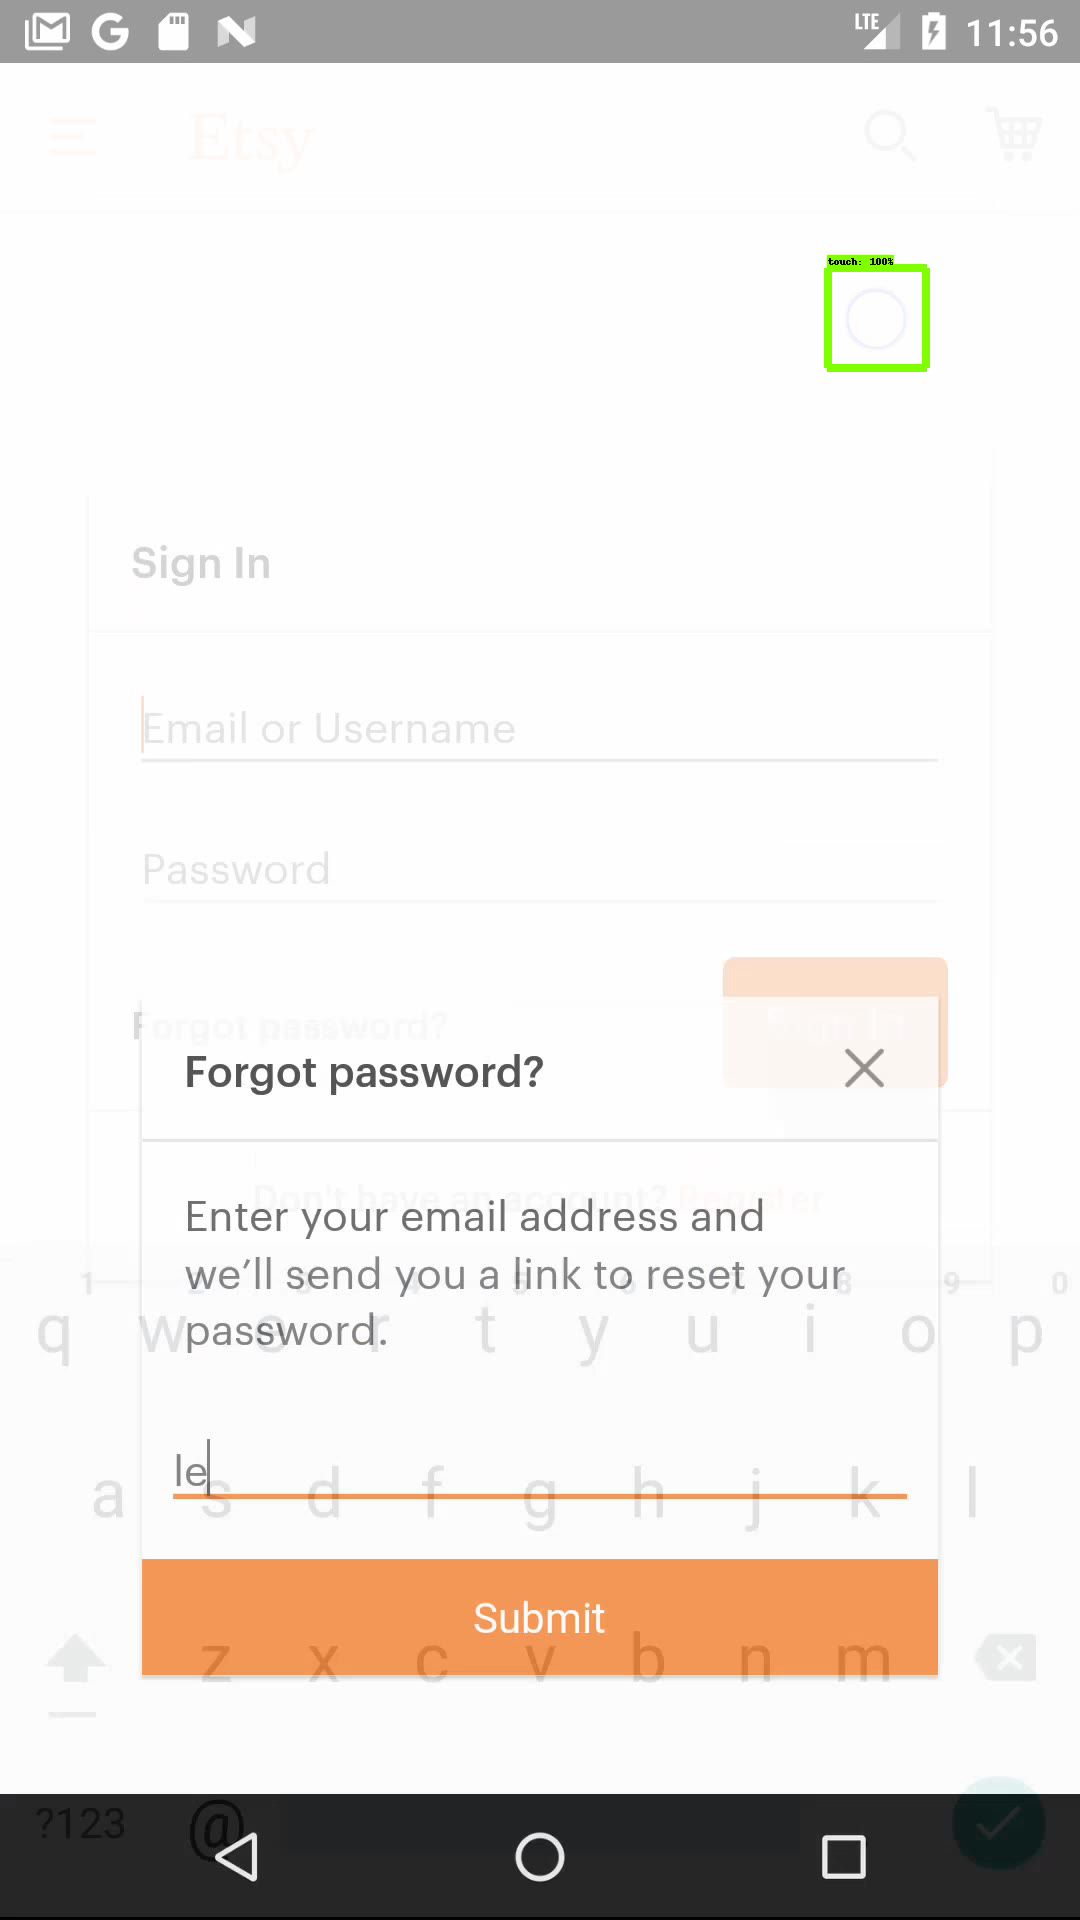 LTE 11:56
Etsy
touch: 100%
Sign In
Email or Username
Password
Forgot password? Sign In
Forgot password?
Don't have an account? Register
Enter your email address and
we’ll send you a link to reset your
password.
1 2 3 4 5 6 7 8 9 0
q w e r t y u i o p
le
a s d f g h j k l
Submit
z x c v b n m
?123 @